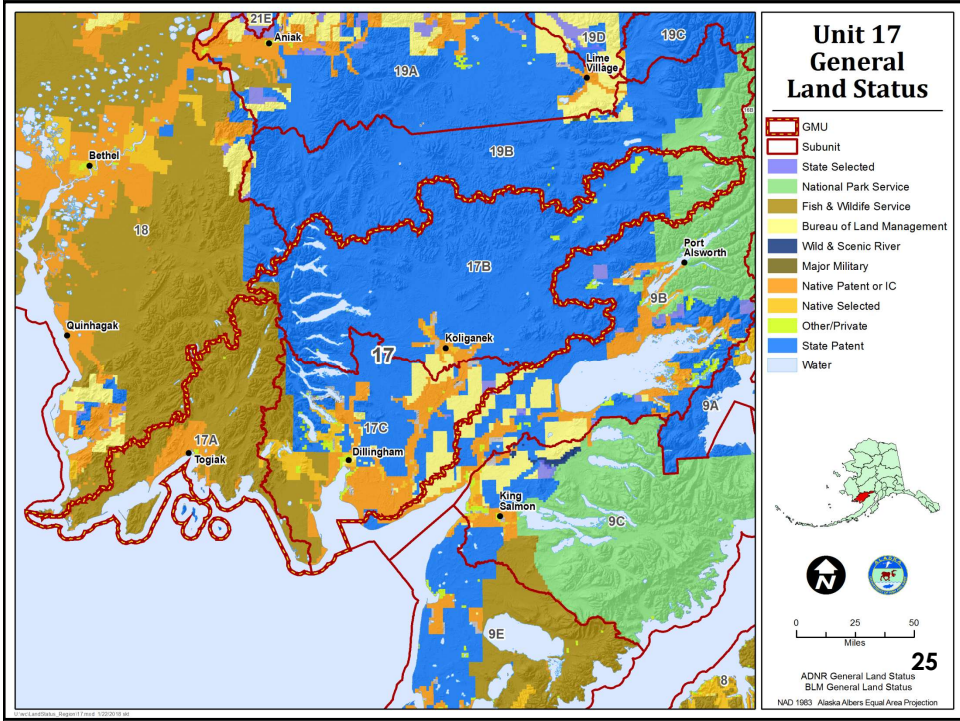 Unit 17
General
Land Status
GMU
Subunit
State Selected
National Park Service
Fish & Wildlife Service
Bureau of Land Management
Wild & Scenic River
Major Military
Native Patent or IC
Native Selected
Other/Private
State Patent
Water
21E
Aniak
19D
19C
19A
Lime
Village
19B
Bethel
18
17B
Port
Alsworth
9B
Quinhagak
17
Koliganek
9A
17C
17A
Togiak
Dillingham
King
Salmon
9C
9E
8
N
0 25 50
Miles
25
ADNR General Land Status
BLM General Land Status
NAD 1983 Alaska Albers Equal Area Projection